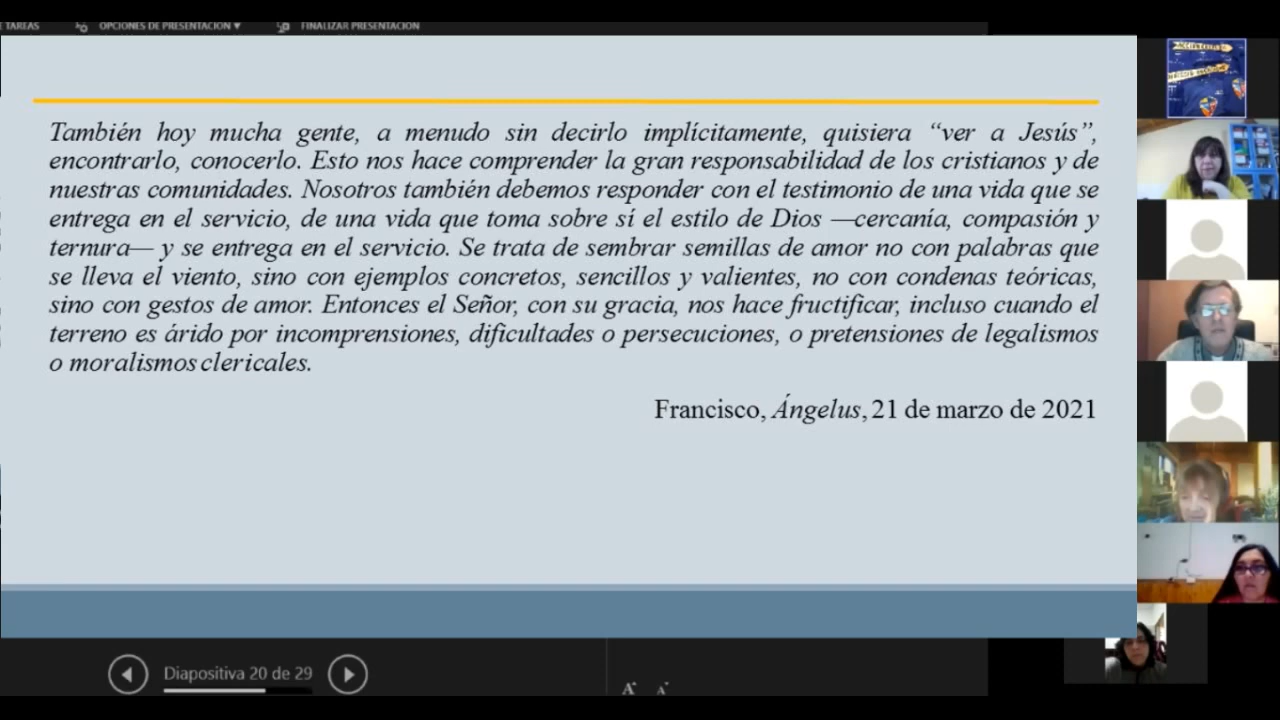 E TAREAS OPCIONES DE PRESENTACIÓN ▼ FINALIZAR PRESENTACIÓN
También hoy mucha gente, a menudo sin decirlo implícitamente, quisiera “ver a Jesús”,
encontrarlo, conocerlo. Esto nos hace comprender la gran responsabilidad de los cristianos y de
nuestras comunidades. Nosotros también debemos responder con el testimonio de una vida que se
entrega en el servicio, de una vida que toma sobre sí el estilo de Dios —cercanía, compasión y
ternura— y se entrega en el servicio. Se trata de sembrar semillas de amor no con palabras que
se lleva el viento, sino con ejemplos concretos, sencillos y valientes, no con condenas teóricas,
sino con gestos de amor. Entonces el Señor, con su gracia, nos hace fructificar, incluso cuando el
terreno es árido por incomprensiones, dificultades o persecuciones, o pretensiones de legalismos
o moralismos clericales.
Francisco, Ángelus, 21 de marzo de 2021
Diapositiva 20 de 29
A A